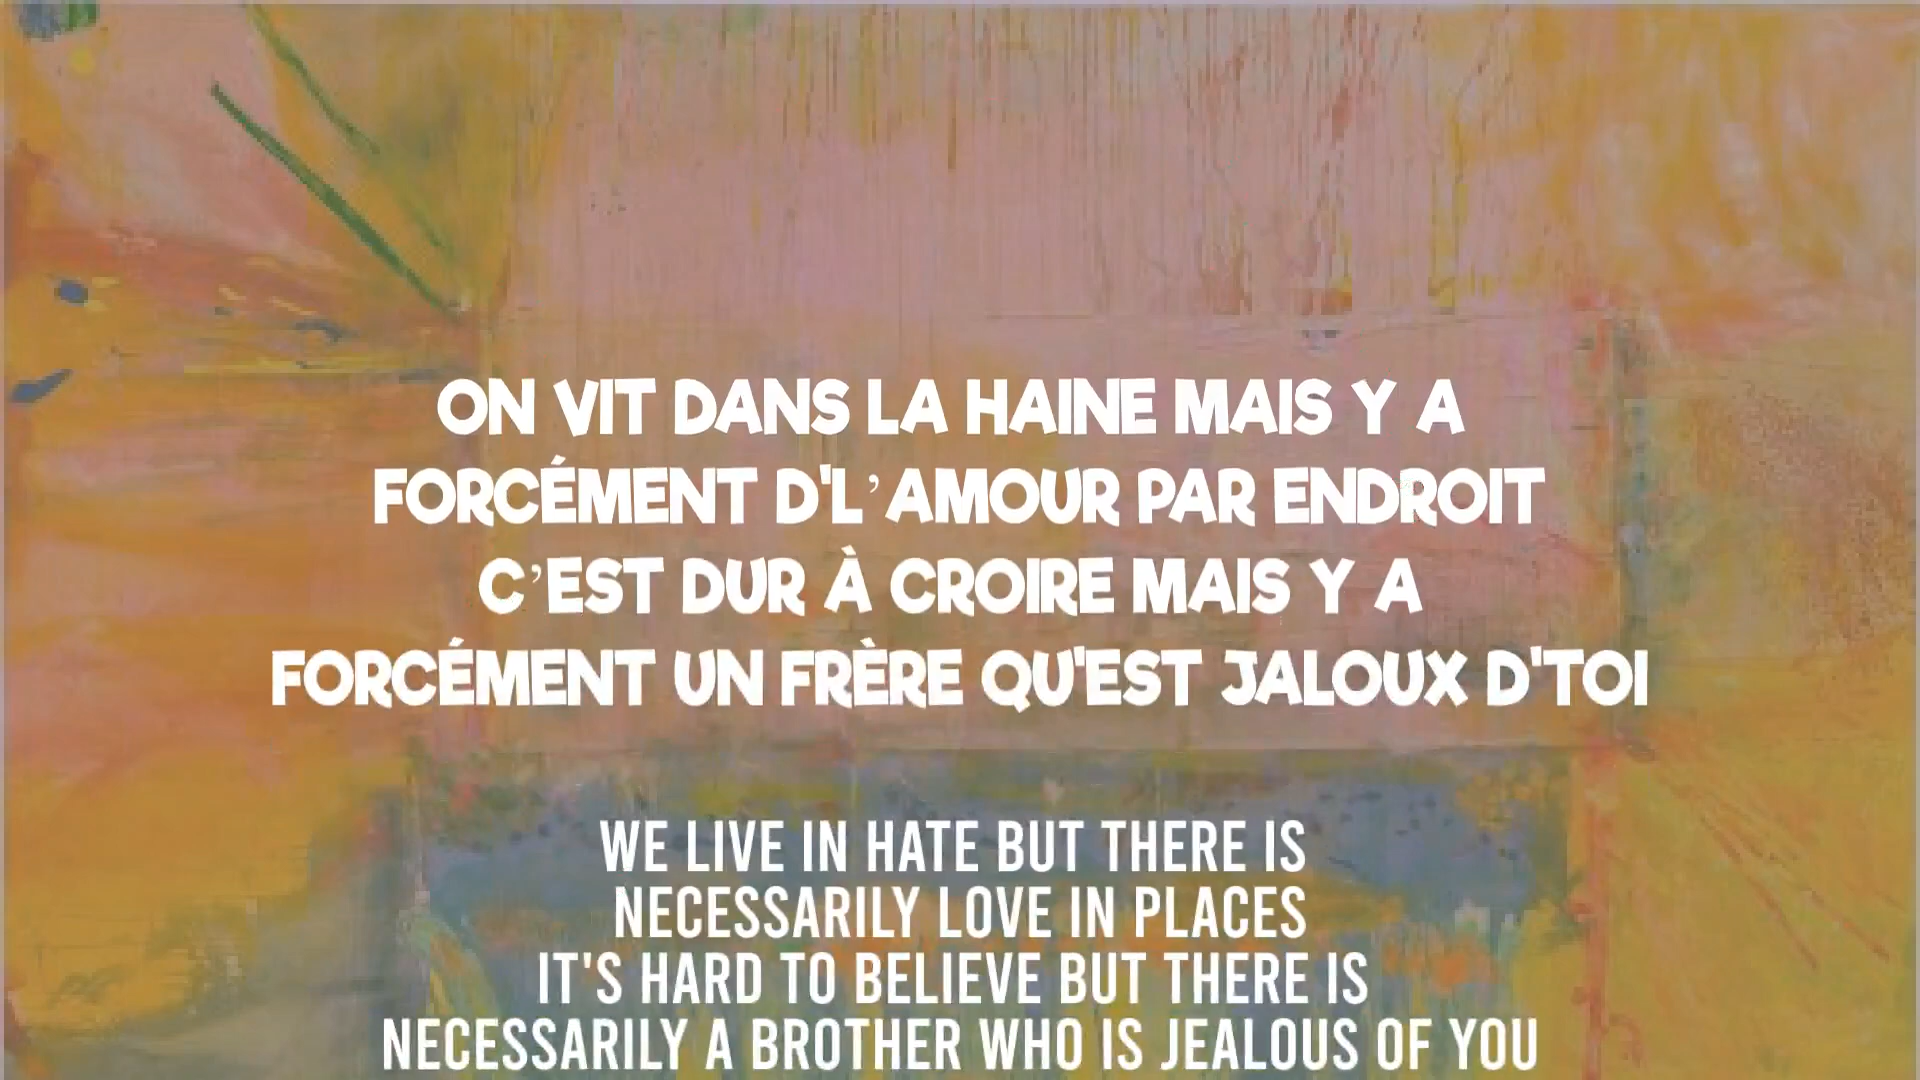 ON VIT DANS LA HAINE MAIS Y A
FORCÉMENT D'L’AMOUR PAR ENDROIT
C’EST DUR À CROIRE MAIS Y A
FORCÉMENT UN FRÈRE QU'EST JALOUX D'TOI
WE LIVE IN HATE BUT THERE IS
NECESSARILY LOVE IN PLACES
IT'S HARD TO BELIEVE BUT THERE IS
NECESSARILY A BROTHER WHO IS JEALOUS OF YOU